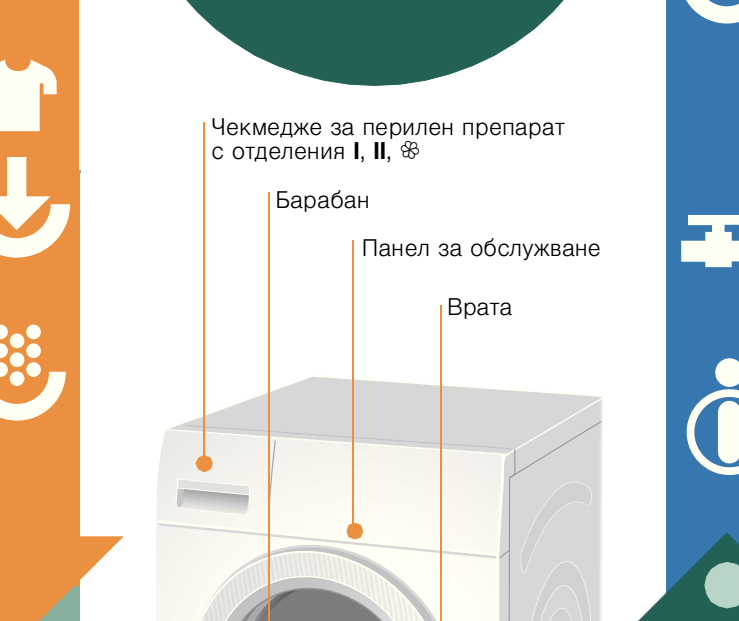 Чекмедже за перилен препарат
с отделения I, II, ❀
Барабан
Панел за обслужване
Врата